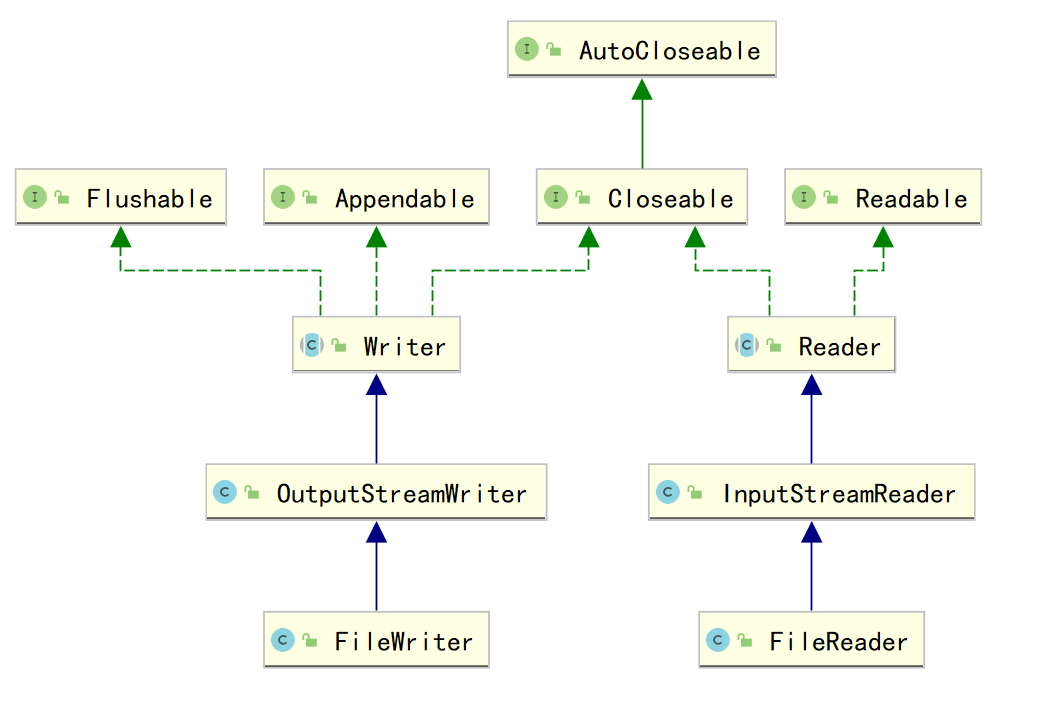 AutoCloseable
Flushable
Appendable
Closeable
Readable
Writer
Reader
OutputStreamWriter
InputStreamReader
FileWriter
FileReader